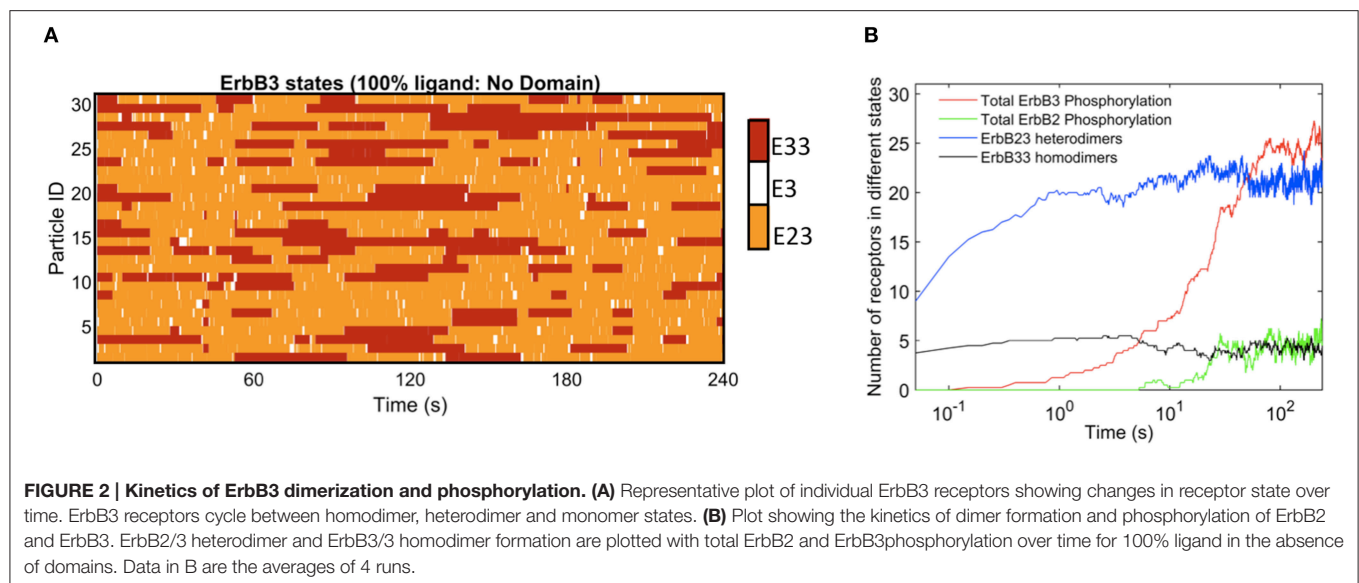 A
B
ErbB3 states (100% ligand: No Domain)
30
25
20
15
10
5
Particle ID
0 60 120 180 240
Time (s)
E33
E3
E23
30
25
20
15
10
5
0
Number of receptors in different states
Total ErbB3 Phosphorylation
Total ErbB2 Phosphorylation
ErbB23 heterodimers
ErbB33 homodimers
10-1 100 101 102
Time (s)
FIGURE 2 | Kinetics of ErbB3 dimerization and phosphorylation. (A) Representative plot of individual ErbB3 receptors showing changes in receptor state over
time. ErbB3 receptors cycle between homodimer, heterodimer and monomer states. (B) Plot showing the kinetics of dimer formation and phosphorylation of ErbB2
and ErbB3. ErbB2/3 heterodimer and ErbB3/3 homodimer formation are plotted with total ErbB2 and ErbB3phosphorylation over time for 100% ligand in the absence
of domains. Data in B are the averages of 4 runs.